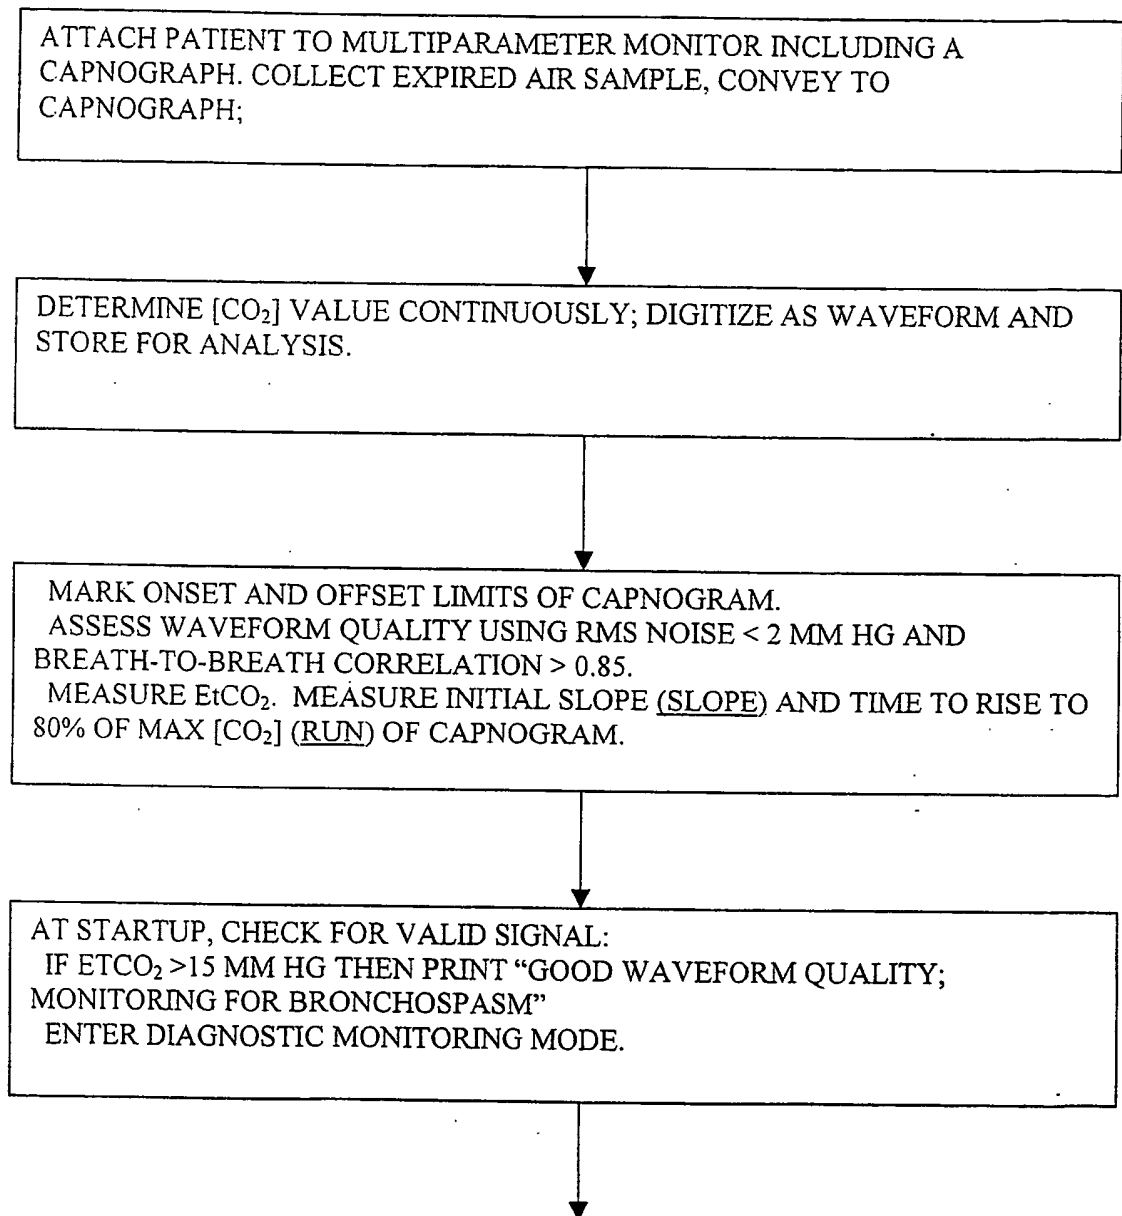 ATTACH PATIENT TO MULTIPARAMETER MONITOR INCLUDING A
CAPNOGRAPH. COLLECT EXPIRED AIR SAMPLE, CONVEY TO
CAPNOGRAPH;
DETERMINE [CO₂] VALUE CONTINUOUSLY; DIGITIZE AS WAVEFORM AND
STORE FOR ANALYSIS.
MARK ONSET AND OFFSET LIMITS OF CAPNOGRAM.
ASSESS WAVEFORM QUALITY USING RMS NOISE < 2 MM HG AND
BREATH-TO-BREATH CORRELATION > 0.85.
MEASURE EtCO₂. MEASURE INITIAL SLOPE (SLOPE) AND TIME TO RISE TO
80% OF MAX [CO₂] (RUN) OF CAPNOGRAM.
AT STARTUP, CHECK FOR VALID SIGNAL:
IF ETCO₂ >15 MM HG THEN PRINT “GOOD WAVEFORM QUALITY;
MONITORING FOR BRONCHOSPASM”
ENTER DIAGNOSTIC MONITORING MODE.